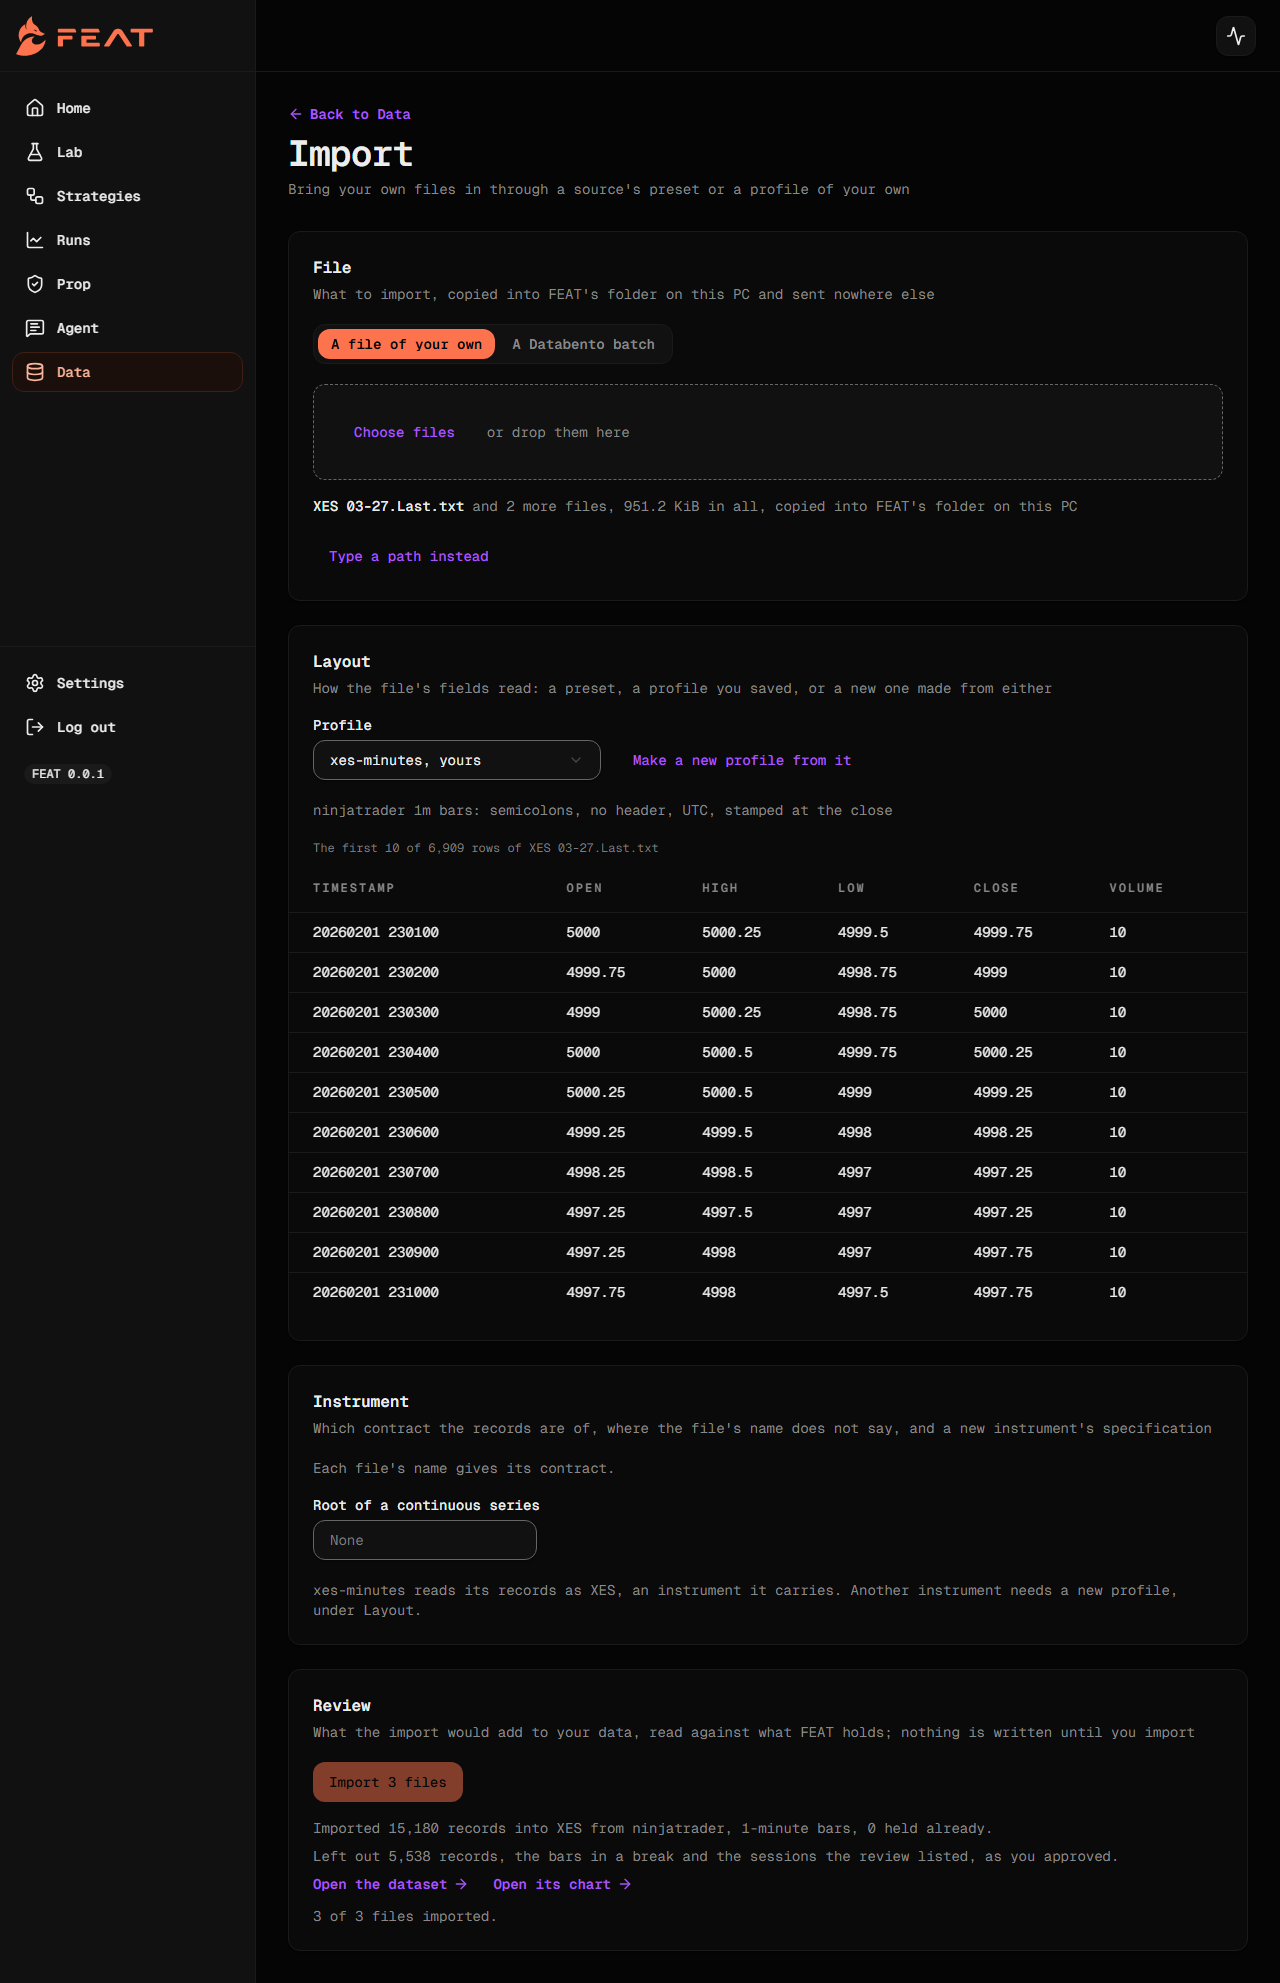 FEAT
Home
Lab
Strategies
Runs
Prop
Agent
Data
Settings
Log out
FEAT 0.0.1
Back to Data
Import
Bring your own files in through a source's preset or a profile of your own
File
What to import, copied into FEAT's folder on this PC and sent nowhere else
A file of your own A Databento batch
Choose files or drop them here
XES 03-27.Last.txt and 2 more files, 951.2 KiB in all, copied into FEAT's folder on this PC
Type a path instead
Layout
How the file's fields read: a preset, a profile you saved, or a new one made from either
Profile
xes-minutes, yours Make a new profile from it
ninjatrader 1m bars: semicolons, no header, UTC, stamped at the close
The first 10 of 6,909 rows of XES 03-27.Last.txt
TIMESTAMP OPEN HIGH LOW CLOSE VOLUME
20260201 230100 5000 5000.25 4999.5 4999.75 10
20260201 230200 4999.75 5000 4998.75 4999 10
20260201 230300 4999 5000.25 4998.75 5000 10
20260201 230400 5000 5000.5 4999.75 5000.25 10
20260201 230500 5000.25 5000.5 4999 4999.25 10
20260201 230600 4999.25 4999.5 4998 4998.25 10
20260201 230700 4998.25 4998.5 4997 4997.25 10
20260201 230800 4997.25 4997.5 4997 4997.25 10
20260201 230900 4997.25 4998 4997 4997.75 10
20260201 231000 4997.75 4998 4997.5 4997.75 10
Instrument
Which contract the records are of, where the file's name does not say, and a new instrument's specification
Each file's name gives its contract.
Root of a continuous series
None
xes-minutes reads its records as XES, an instrument it carries. Another instrument needs a new profile,
under Layout.
Review
What the import would add to your data, read against what FEAT holds; nothing is written until you import
Import 3 files
Imported 15,180 records into XES from ninjatrader, 1-minute bars, 0 held already.
Left out 5,538 records, the bars in a break and the sessions the review listed, as you approved.
Open the dataset → Open its chart →
3 of 3 files imported.